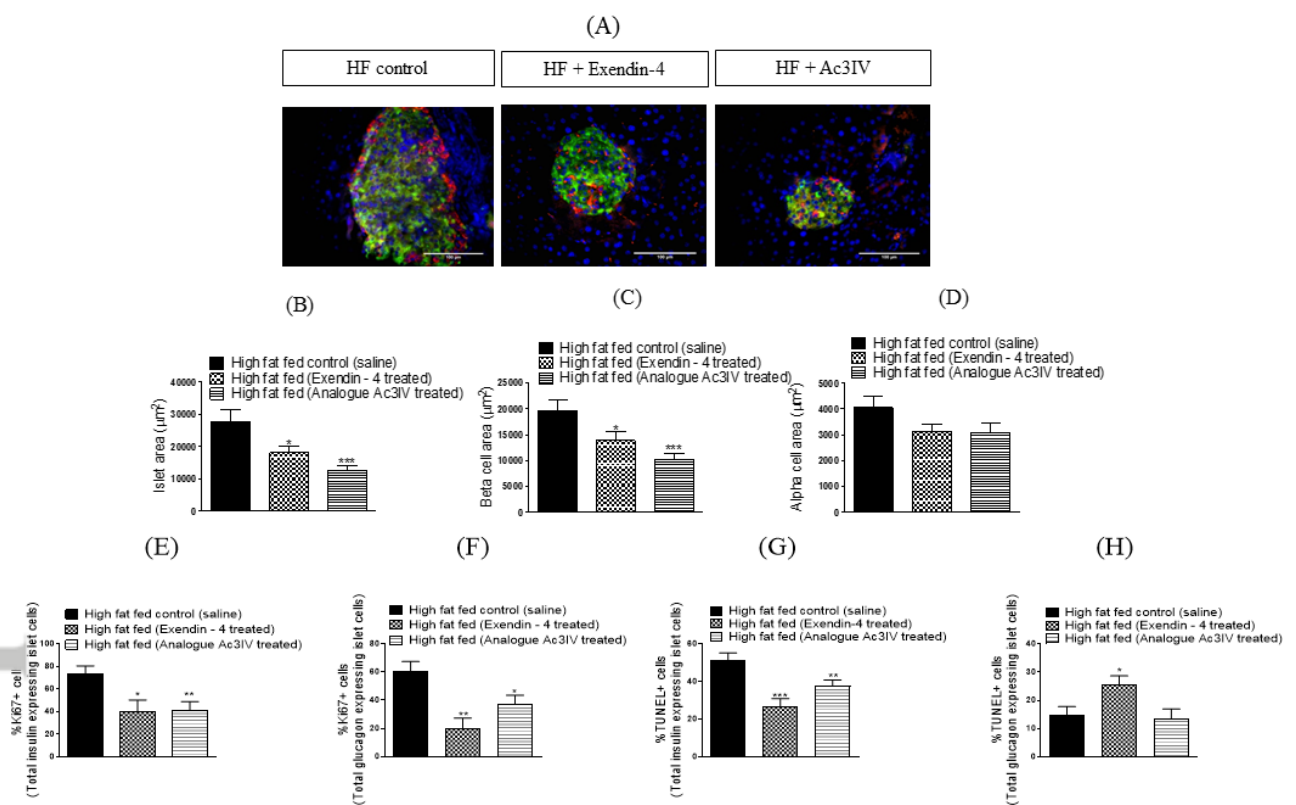 (A)
HF control
HF + Exendin-4
HF + Ac3IV
100 µm
100 µm
100 µm
(B)
High fat fed control (saline)
High fat fed (Exendin - 4 treated)
High fat fed (Analogue Ac3IV treated)
Islet area (µm²)
40000
30000
20000
10000
0
*
***
(C)
High fat fed control (saline)
High fat fed (Exendin - 4 treated)
High fat fed (Analogue Ac3IV treated)
Beta cell area (µm²)
25000
20000
15000
10000
5000
0
*
***
(D)
High fat fed control (saline)
High fat fed (Exendin - 4 treated)
High fat fed (Analogue Ac3IV treated)
Alpha cell area (µm²)
5000
4000
3000
2000
1000
0
(E)
High fat fed control (saline)
High fat fed (Exendin - 4 treated)
High fat fed (Analogue Ac3IV treated)
%Ki67+ cel
(Total insulin expressing islet cells)
100
80
60
40
20
0
*
**
(F)
High fat fed control (saline)
High fat fed (Exendin - 4 treated)
High fat fed (Analogue Ac3IV treated)
%Ki67+ cells
(Total glucagon expressing islet cells)
80
60
40
20
0
**
*
(G)
High fat fed control (saline)
High fat fed (Exendin-4 treated)
High fat fed (Analogue Ac3IV treated)
%TUNEL+ cells
(Total insulin expressing islet cells)
60
40
20
0
***
**
(H)
High fat fed control (saline)
High fat fed (Exendin - 4 treated)
High fat fed (Analogue Ac3IV treated)
%TUNEL+ cells
(Total glucagon expressing islet cells)
50
40
30
20
10
0
*